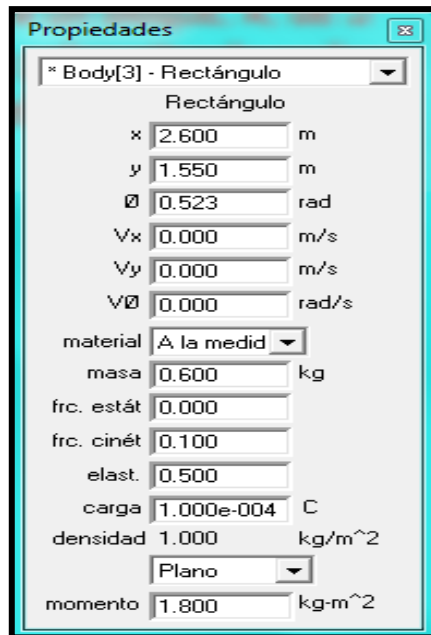 Propiedades
* Body[3] - Rectángulo
Rectángulo
x 2.600 m
y 1.550 m
Ø 0.523 rad
Vx 0.000 m/s
Vy 0.000 m/s
VØ 0.000 rad/s
material A la medid
masa 0.600 kg
frc. estát 0.000
frc. cinét 0.100
elast. 0.500
carga 1.000e-004 C
densidad 1.000 kg/m^2
Plano
momento 1.800 kg-m^2